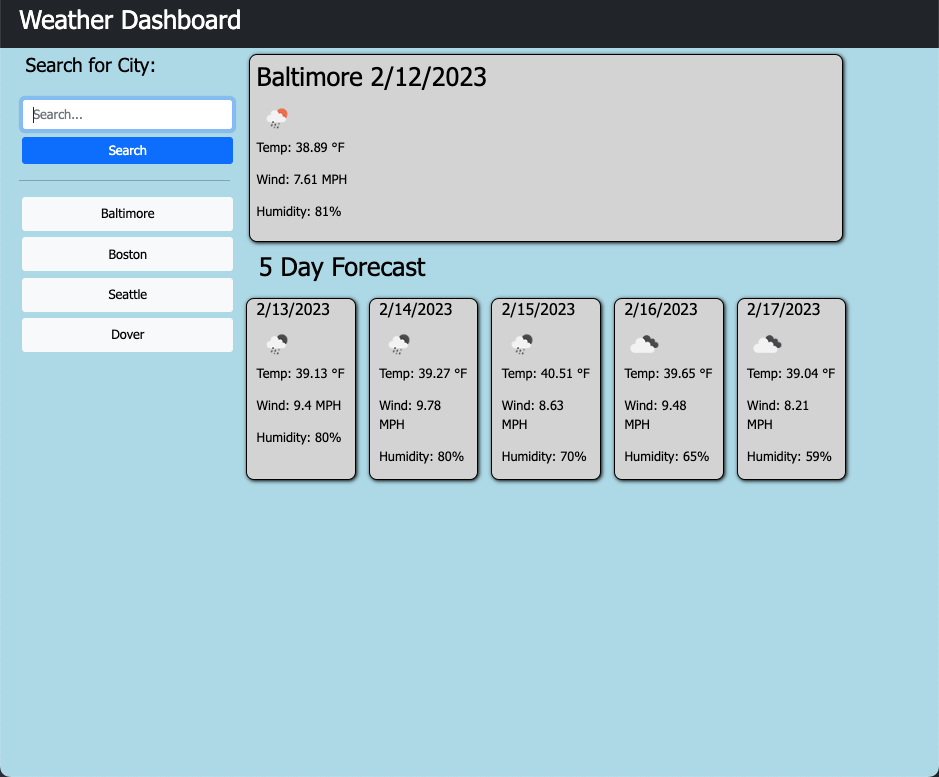 Weather Dashboard
Search for City:
Search...
Search
Baltimore
Boston
Seattle
Dover
Baltimore 2/12/2023
Temp: 38.89 °F
Wind: 7.61 MPH
Humidity: 81%
5 Day Forecast
2/13/2023
Temp: 39.13 °F
Wind: 9.4 MPH
Humidity: 80%
2/14/2023
Temp: 39.27 °F
Wind: 9.78
MPH
Humidity: 80%
2/15/2023
Temp: 40.51 °F
Wind: 8.63
MPH
Humidity: 70%
2/16/2023
Temp: 39.65 °F
Wind: 9.48
MPH
Humidity: 65%
2/17/2023
Temp: 39.04 °F
Wind: 8.21
MPH
Humidity: 59%